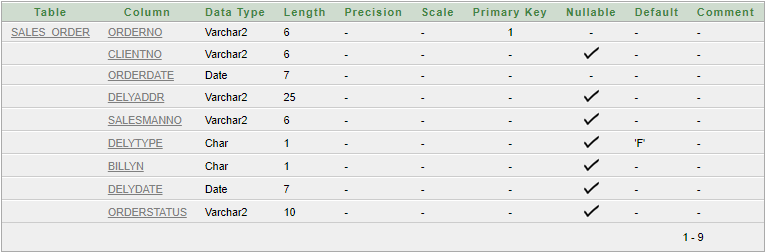 Table Column Data Type Length Precision Scale Primary Key Nullable Default Comment
SALES_ORDER ORDERNO Varchar2 6 - - 1 - - -
CLIENTNO Varchar2 6 - - - ✓ - -
ORDERDATE Date 7 - - - - - -
DELYADDR Varchar2 25 - - - ✓ - -
SALESMANNO Varchar2 6 - - - ✓ - -
DELYTYPE Char 1 - - - ✓ 'F' -
BILLYN Char 1 - - - ✓ - -
DELYDATE Date 7 - - - ✓ - -
ORDERSTATUS Varchar2 10 - - - ✓ - -
1 - 9